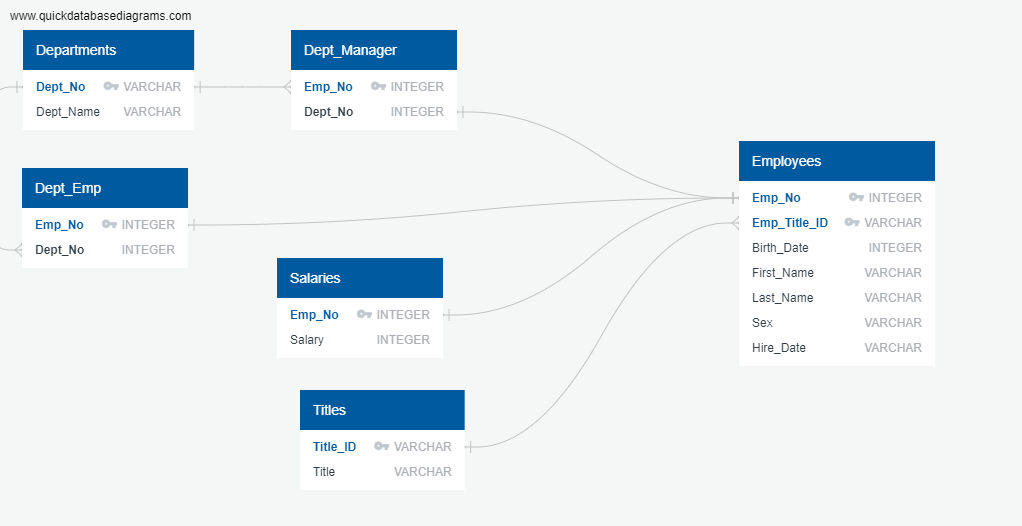 www.quickdatabasediagrams.com
Departments
Dept_No VARCHAR
Dept_Name VARCHAR
Dept_Manager
Emp_No INTEGER
Dept_No INTEGER
Dept_Emp
Emp_No INTEGER
Dept_No INTEGER
Salaries
Emp_No INTEGER
Salary INTEGER
Titles
Title_ID VARCHAR
Title VARCHAR
Employees
Emp_No INTEGER
Emp_Title_ID VARCHAR
Birth_Date INTEGER
First_Name VARCHAR
Last_Name VARCHAR
Sex VARCHAR
Hire_Date VARCHAR